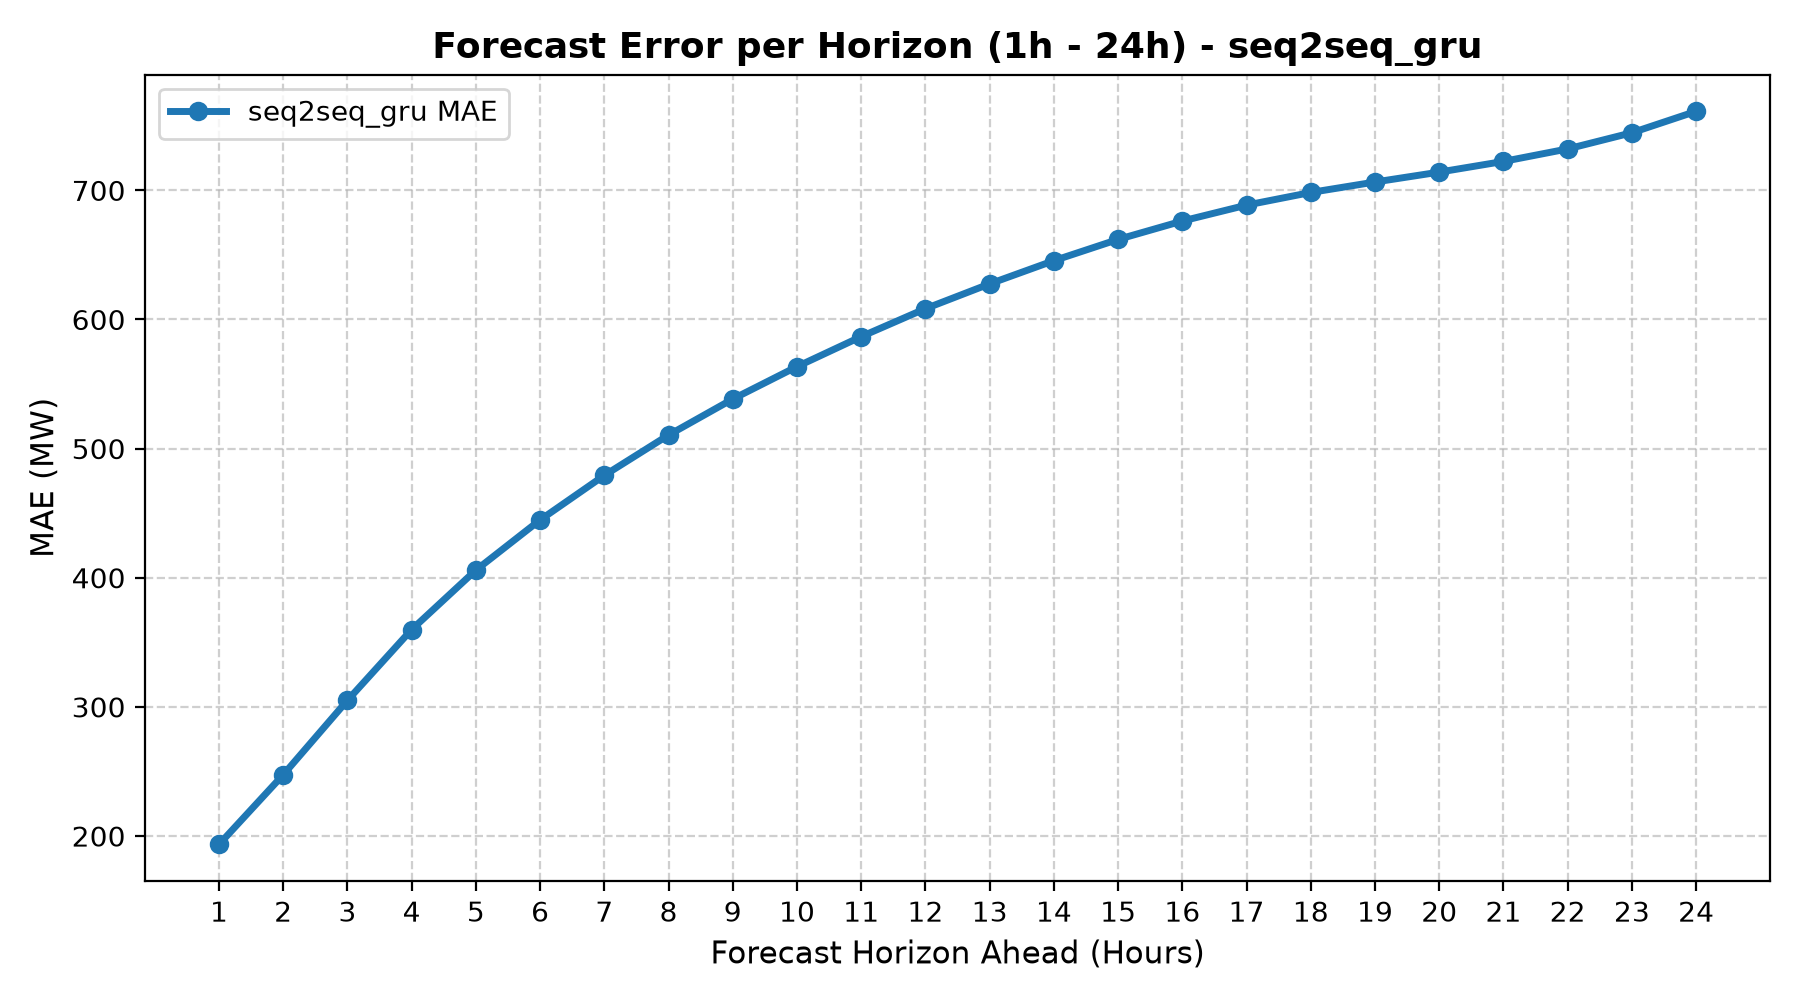 Forecast Error per Horizon (1h - 24h) - seq2seq_gru
seq2seq_gru MAE
MAE (MW)
700
600
500
400
300
200
1 2 3 4 5 6 7 8 9 10 11 12 13 14 15 16 17 18 19 20 21 22 23 24
Forecast Horizon Ahead (Hours)